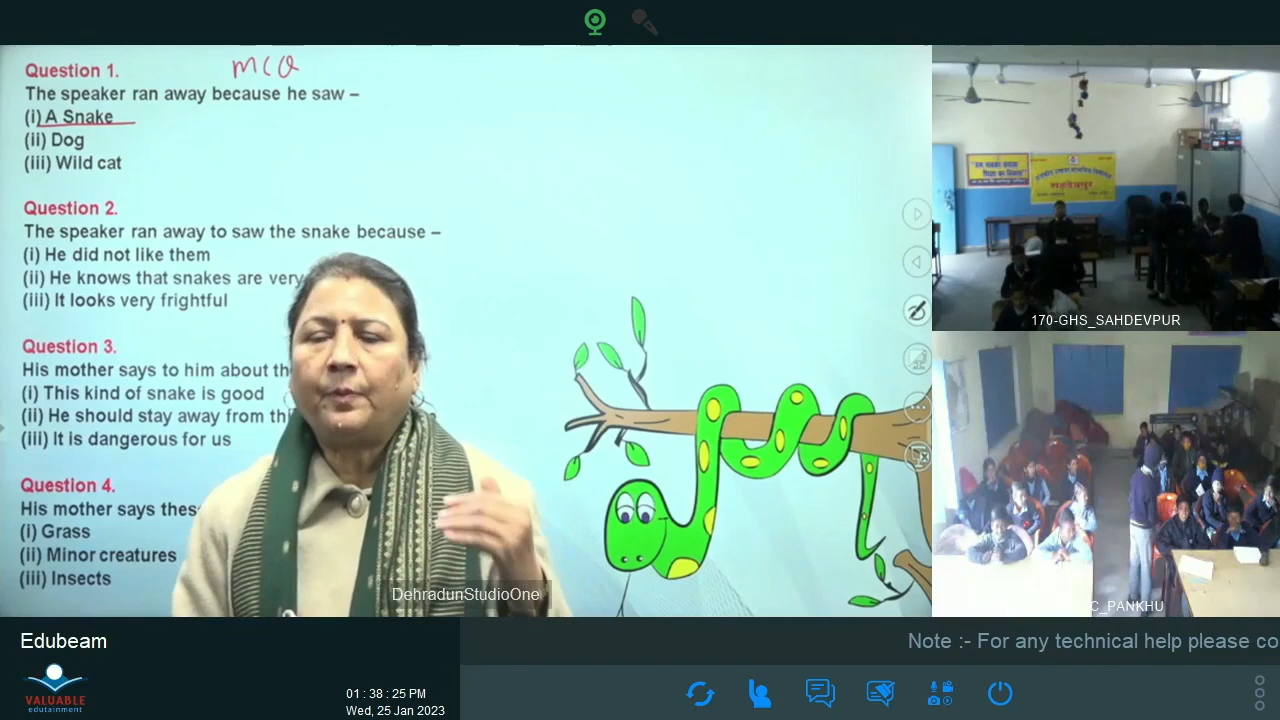 Question 1.
MCQ
The speaker ran away because he saw –
(i) A Snake
(ii) Dog
(iii) Wild cat
Question 2.
The speaker ran away to saw the snake because –
(i) He did not like them
(ii) He knows that snakes are very
(iii) It looks very frightful
Question 3.
His mother says to him about th
(i) This kind of snake is good
(ii) He should stay away from th
(iii) It is dangerous for us
Question 4.
His mother says thes
(i) Grass
(ii) Minor creatures
(iii) Insects
DehradunStudioOne
सहदेवपुर
170-GHS_SAHDEVPUR
C_PANKHU
Edubeam
VALUABLE
edutainment
01 : 38 : 25 PM
Wed, 25 Jan 2023
Note :- For any technical help please co